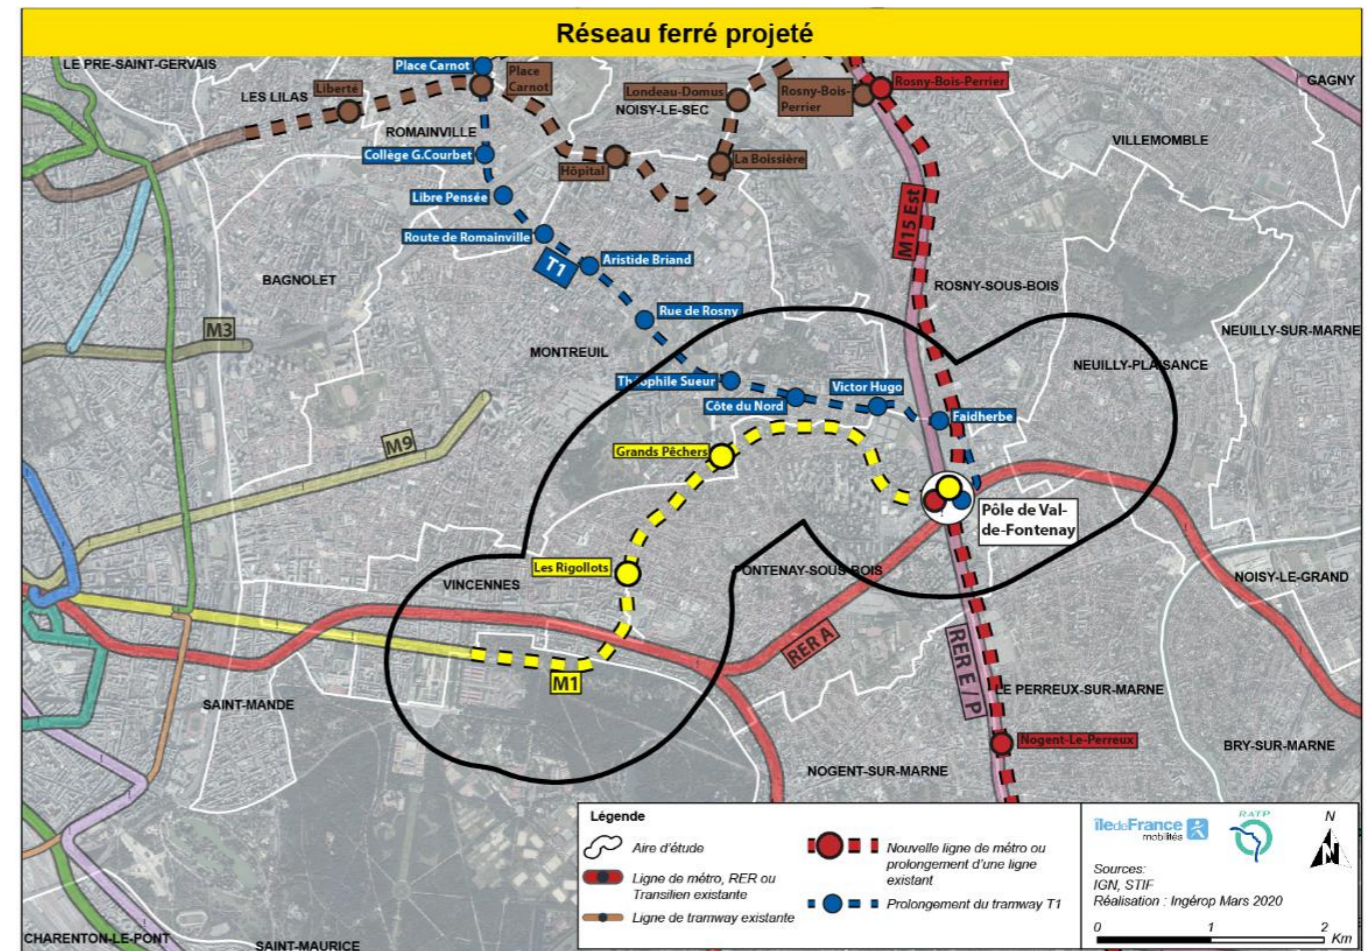 Réseau ferré projeté
LE PRE-SAINT-GERVAIS
Place Carnot
Place
Carnot
Liberté
LES LILAS
ROMAINVILLE
Londeau-Domus
NOISY-LE-SEC
Rosny-Bois-
Perrier
Rosny-Bois-Perrier
GAGNY
VILLEMOMBLE
Collège G.Courbet
Hôpital
La Boissière
Libre Pensée
Route de Romainville
T1
Aristide Briand
M15 Est
BAGNOLET
ROSNY-SOUS-BOIS
Rue de Rosny
M3
NEUILLY-SUR-MARNE
MONTREUIL
NEUILLY-PLAISANCE
Théophile Sueur
Victor Hugo
Côte du Nord
Faidherbe
M9
Grands Pêchers
Pôle de Val-
de-Fontenay
Les Rigollots
VINCENNES
FONTENAY-SOUS-BOIS
NOISY-LE-GRAND
RER A
RER E / P
M1
SAINT-MANDE
LE PERREUX-SUR-MARNE
Nogent-Le-Perreux
BRY-SUR-MARNE
NOGENT-SUR-MARNE
CHARENTON-LE-PONT
SAINT-MAURICE
Légende
Aire d'étude
Ligne de métro, RER ou
Transilien existante
Ligne de tramway existante
Nouvelle ligne de métro ou
prolongement d'une ligne
existant
Prolongement du tramway T1
îledeFrance
mobilités
RATP
N
Sources:
IGN, STIF
Réalisation : Ingérop Mars 2020
0 1 2
Km